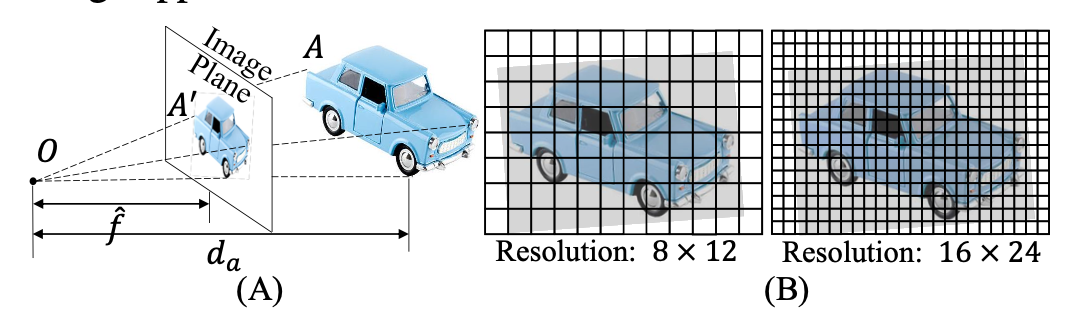 Image
Plane
A
A'
O
f̂
d_a
(A)
Resolution: 8 × 12
Resolution: 16 × 24
(B)